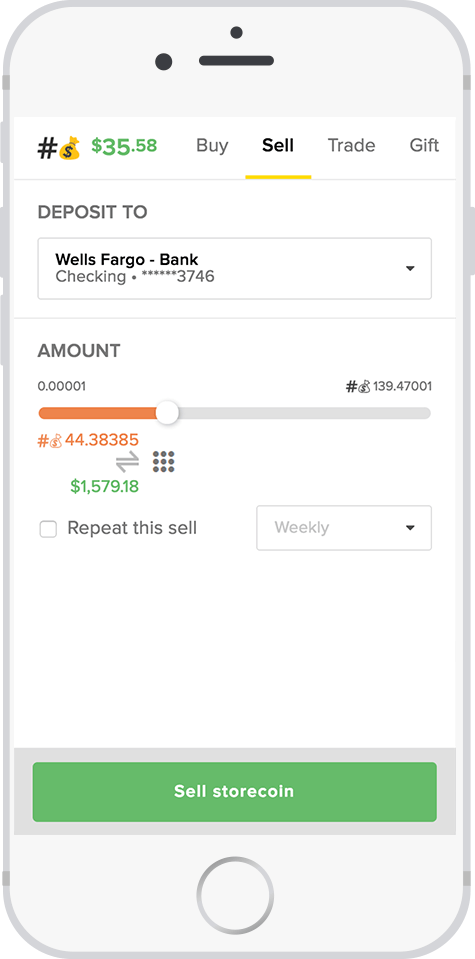 #💰 $35.58 Buy Sell Trade Gift
DEPOSIT TO
Wells Fargo - Bank
Checking • ******3746
AMOUNT
0.00001 #💰 139.47001
#💰 44.38385
$1,579.18
Repeat this sell Weekly
Sell storecoin